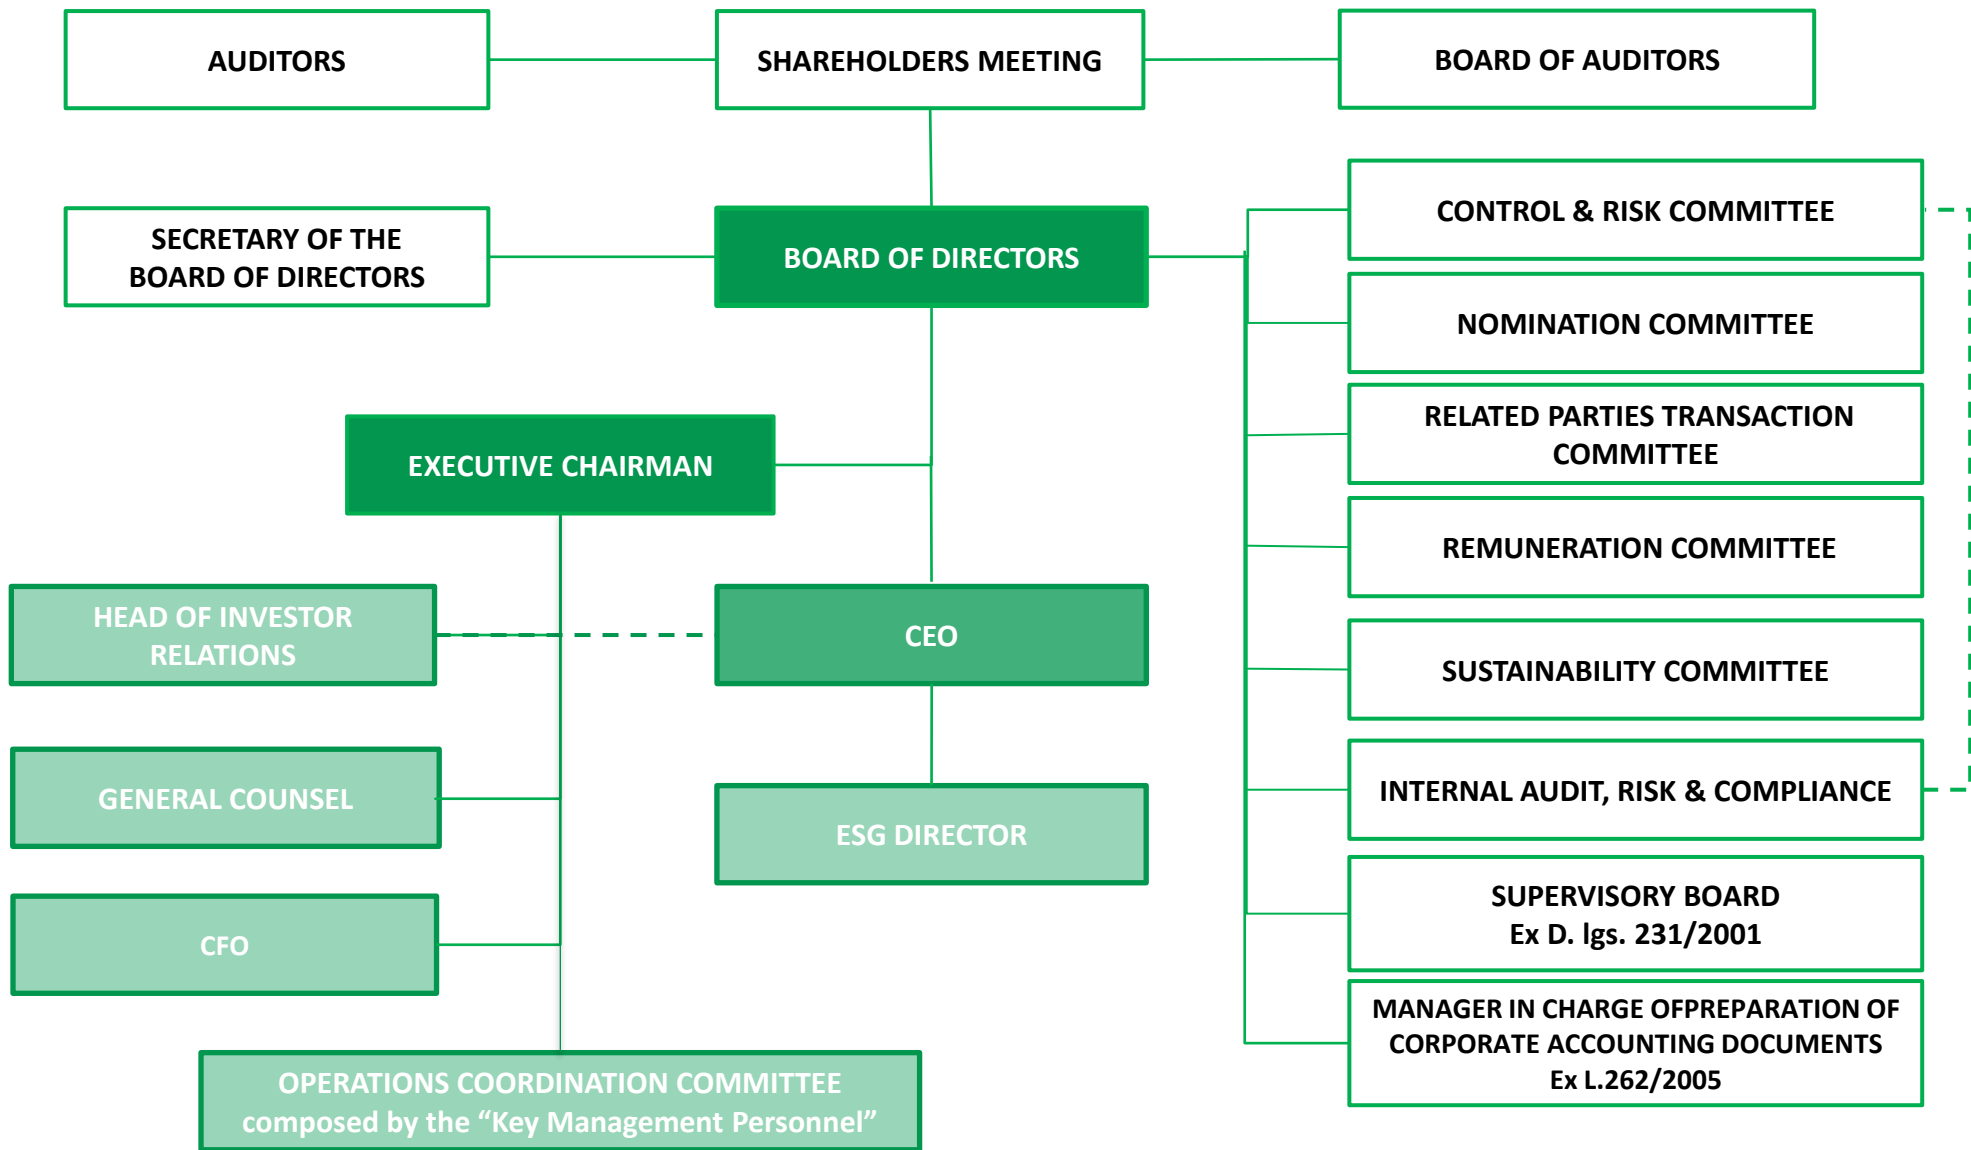 AUDITORS
SHAREHOLDERS MEETING
BOARD OF AUDITORS
SECRETARY OF THE
BOARD OF DIRECTORS
BOARD OF DIRECTORS
CONTROL & RISK COMMITTEE
NOMINATION COMMITTEE
RELATED PARTIES TRANSACTION
COMMITTEE
EXECUTIVE CHAIRMAN
REMUNERATION COMMITTEE
HEAD OF INVESTOR
RELATIONS
CEO
SUSTAINABILITY COMMITTEE
GENERAL COUNSEL
ESG DIRECTOR
INTERNAL AUDIT, RISK & COMPLIANCE
CFO
SUPERVISORY BOARD
Ex D. lgs. 231/2001
MANAGER IN CHARGE OFPREPARATION OF
CORPORATE ACCOUNTING DOCUMENTS
Ex L.262/2005
OPERATIONS COORDINATION COMMITTEE
composed by the “Key Management Personnel”